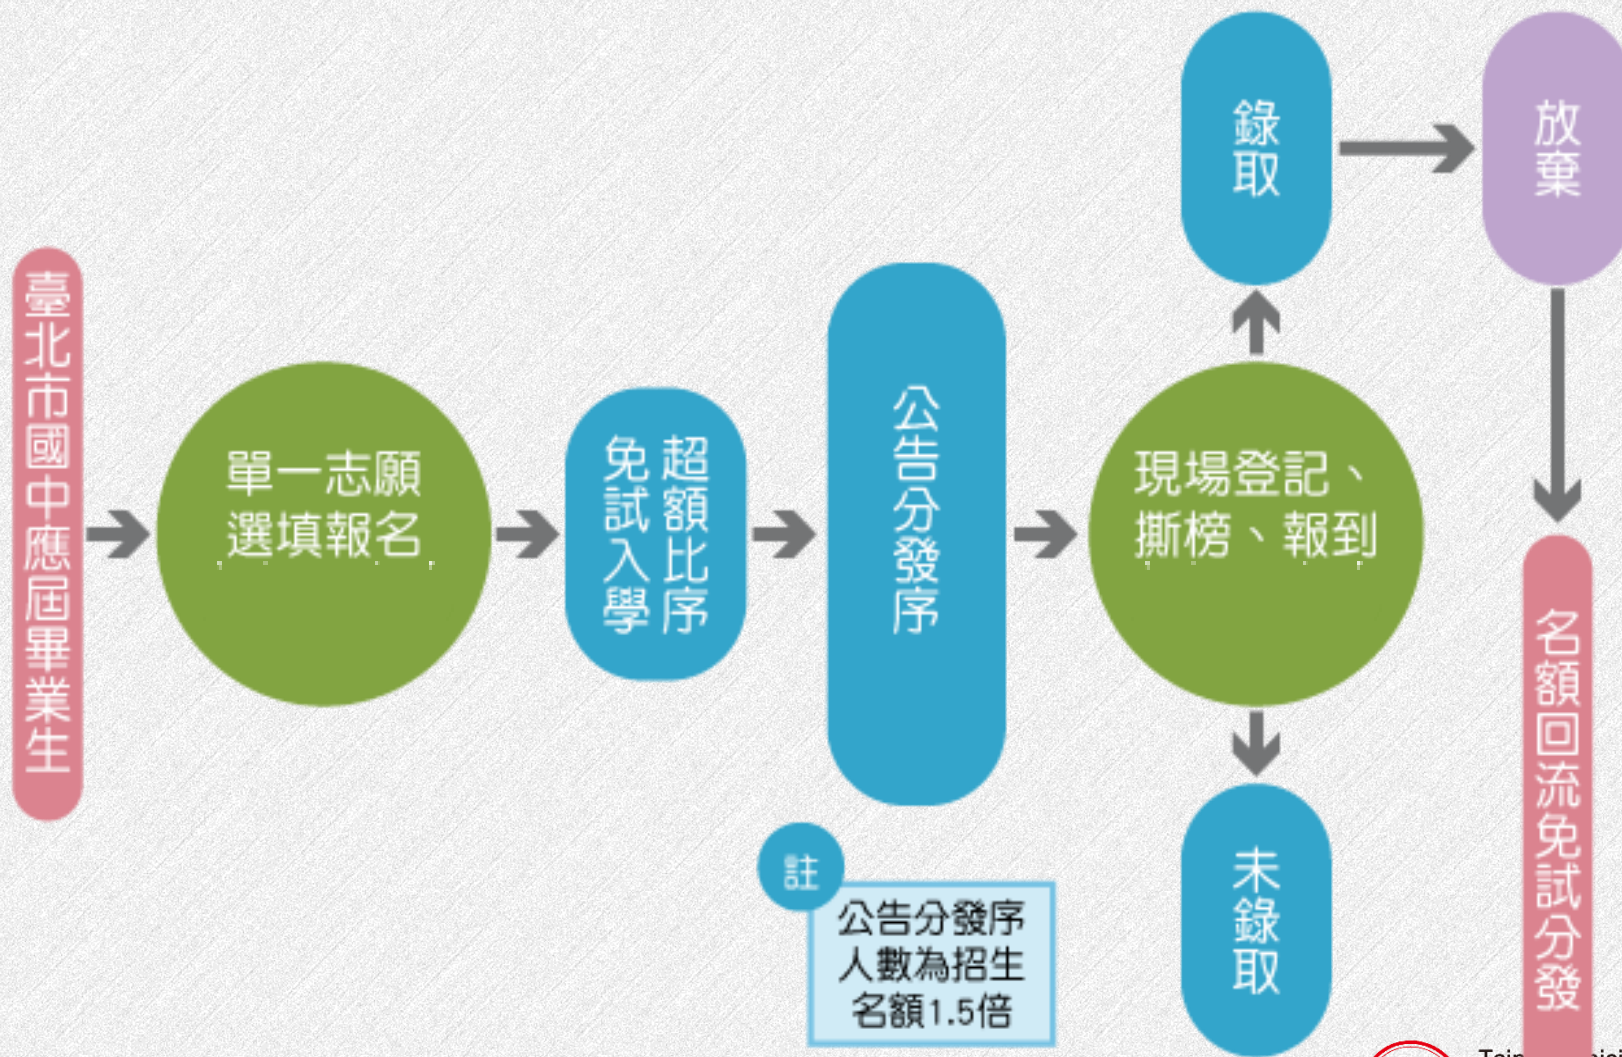 臺北市國中應屆畢業生
單一志願
選填報名
超額比序
免試入學
公告分發序
註
公告分發序
人數為招生
名額1.5倍
現場登記、
撕榜、報到
錄取
未錄取
放棄
名額回流免試分發